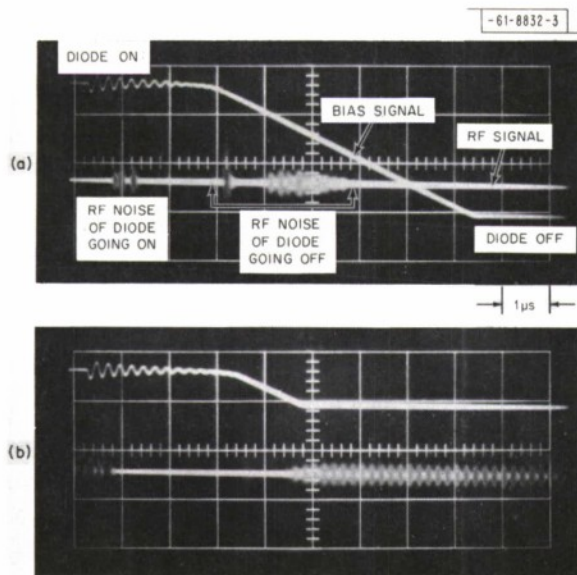 -61-8832-3
DIODE ON
BIAS SIGNAL
RF SIGNAL
(a)
RF NOISE
OF DIODE
GOING ON
RF NOISE
OF DIODE
GOING OFF
DIODE OFF
1μs
(b)